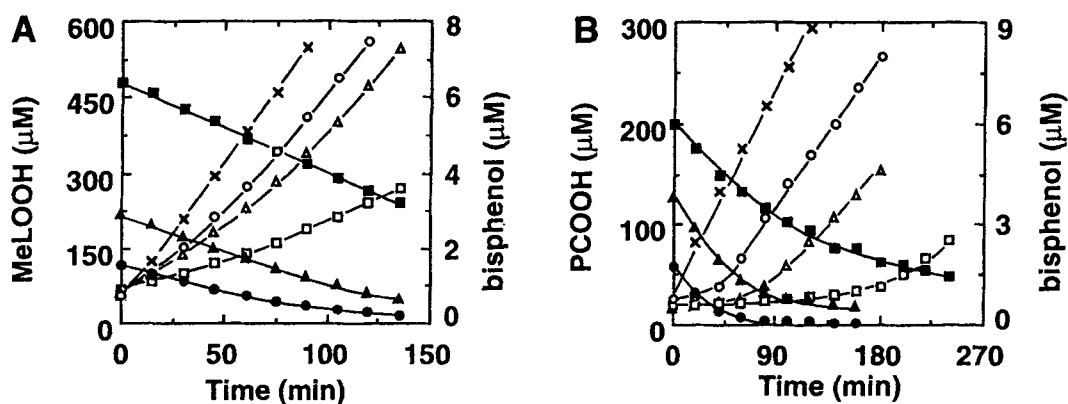 A
MeLOOH (μM)
600
450
300
150
0
8
6
4
2
0
bisphenol (μM)
0 50 100 150
Time (min)
B
PCOOH (μM)
300
200
100
0
9
6
3
0
bisphenol (μM)
0 90 180 270
Time (min)